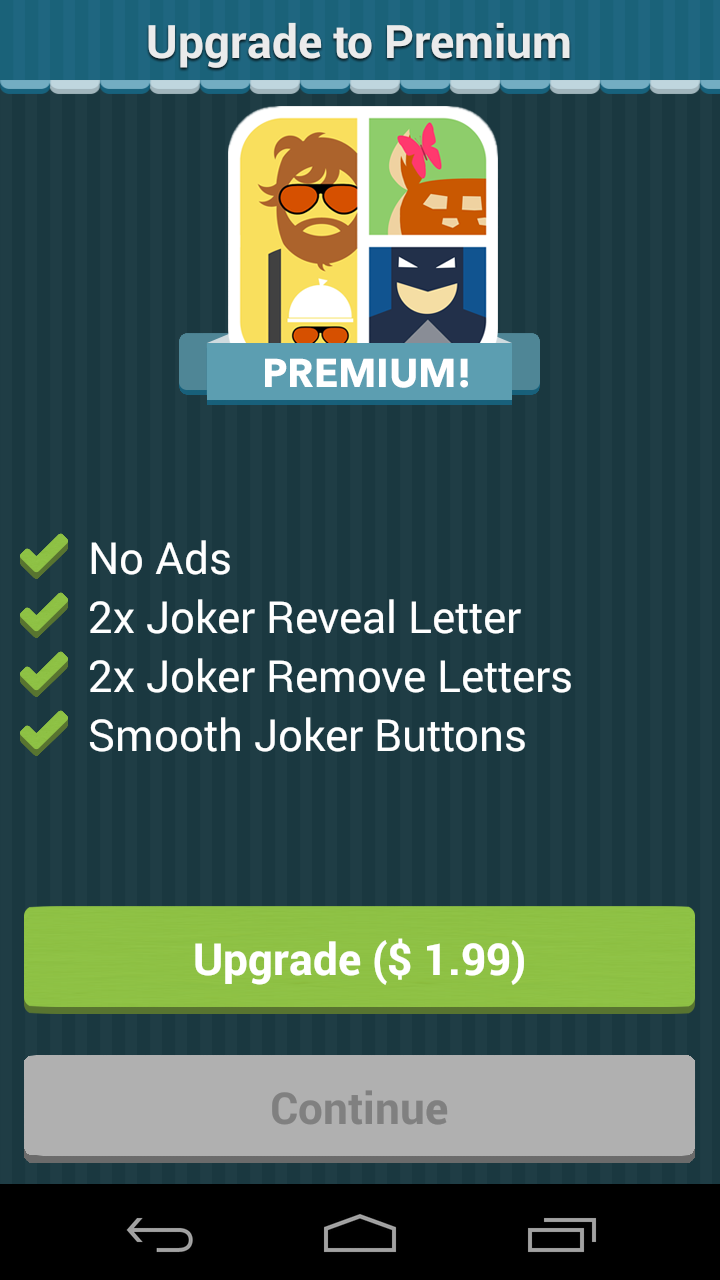 Upgrade to Premium
PREMIUM!
No Ads
2x Joker Reveal Letter
2x Joker Remove Letters
Smooth Joker Buttons
Upgrade ($ 1.99)
Continue